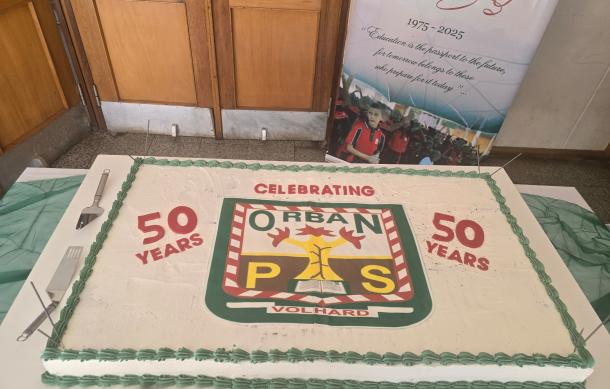 1975 - 2025
"Education is the passport to the future,
for tomorrow belongs to those
who prepare for it today"...
CELEBRATING
50
YEARS
ORBAN
P S
VOLHARD
50
YEARS